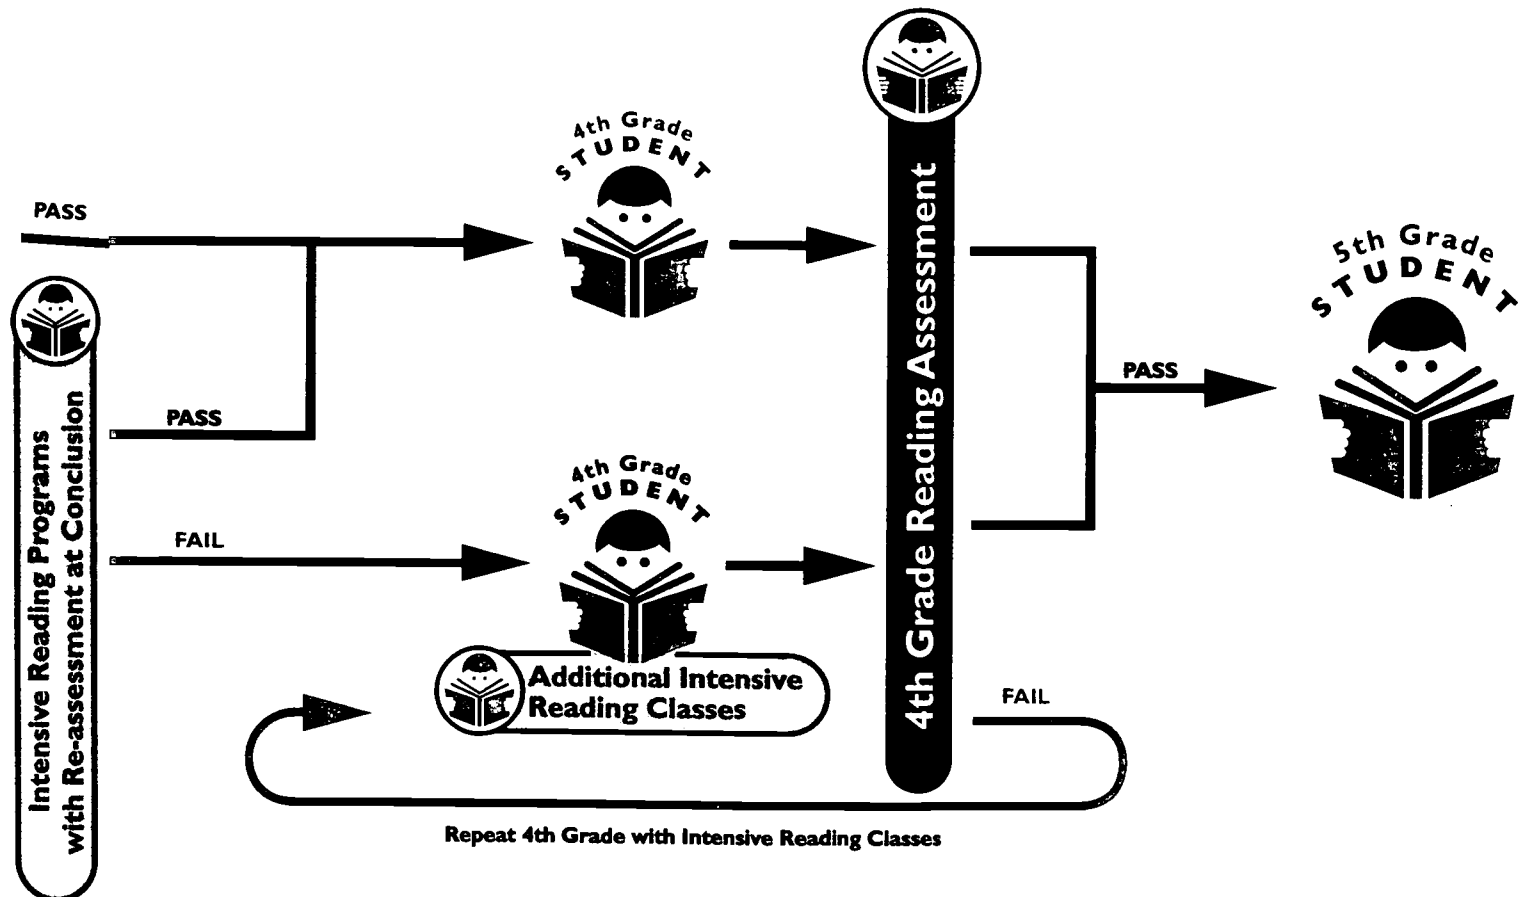 4th Grade
STUDENT
PASS
5th Grade
STUDENT
PASS
PASS
4th Grade
STUDENT
FAIL
Intensive Reading Programs
with Re-assessment at Conclusion
4th Grade Reading Assessment
Additional Intensive
Reading Classes
FAIL
Repeat 4th Grade with Intensive Reading Classes